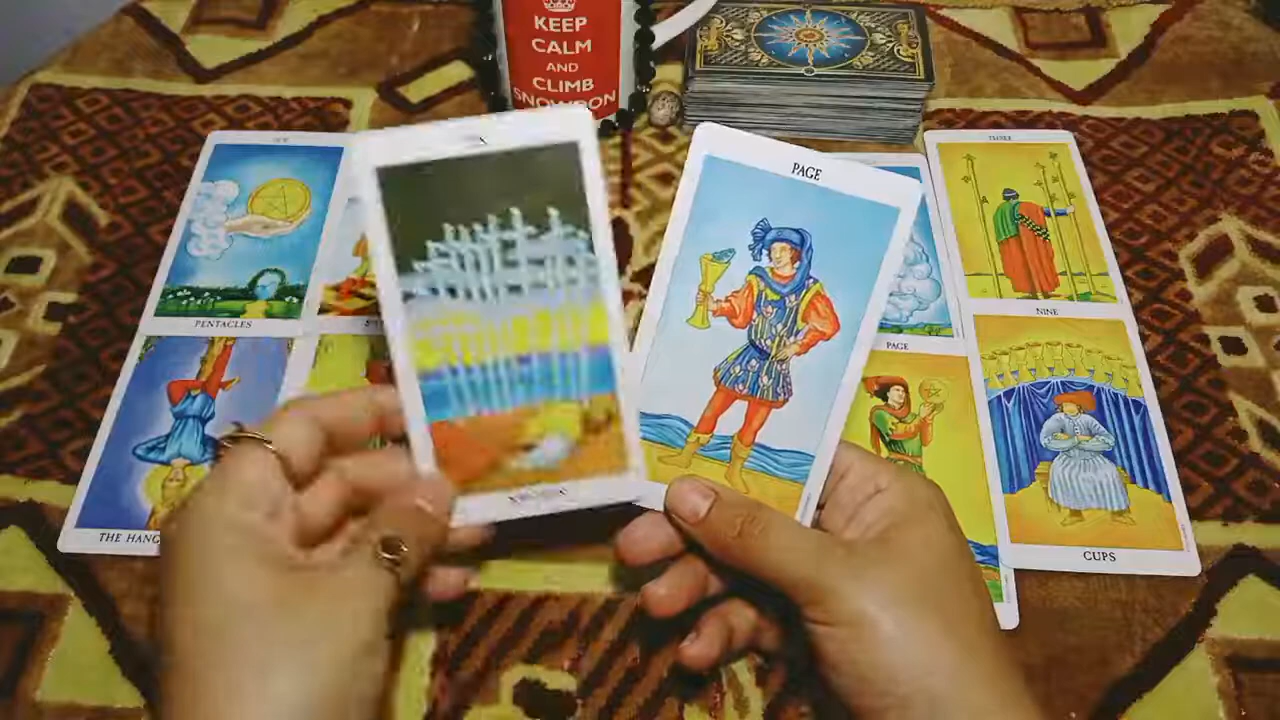 KEEP
CALM
AND
CLIMB
SNOWDON
PAGE
THREE
PENTACLES
NINE
PAGE
THE HANG
CUPS